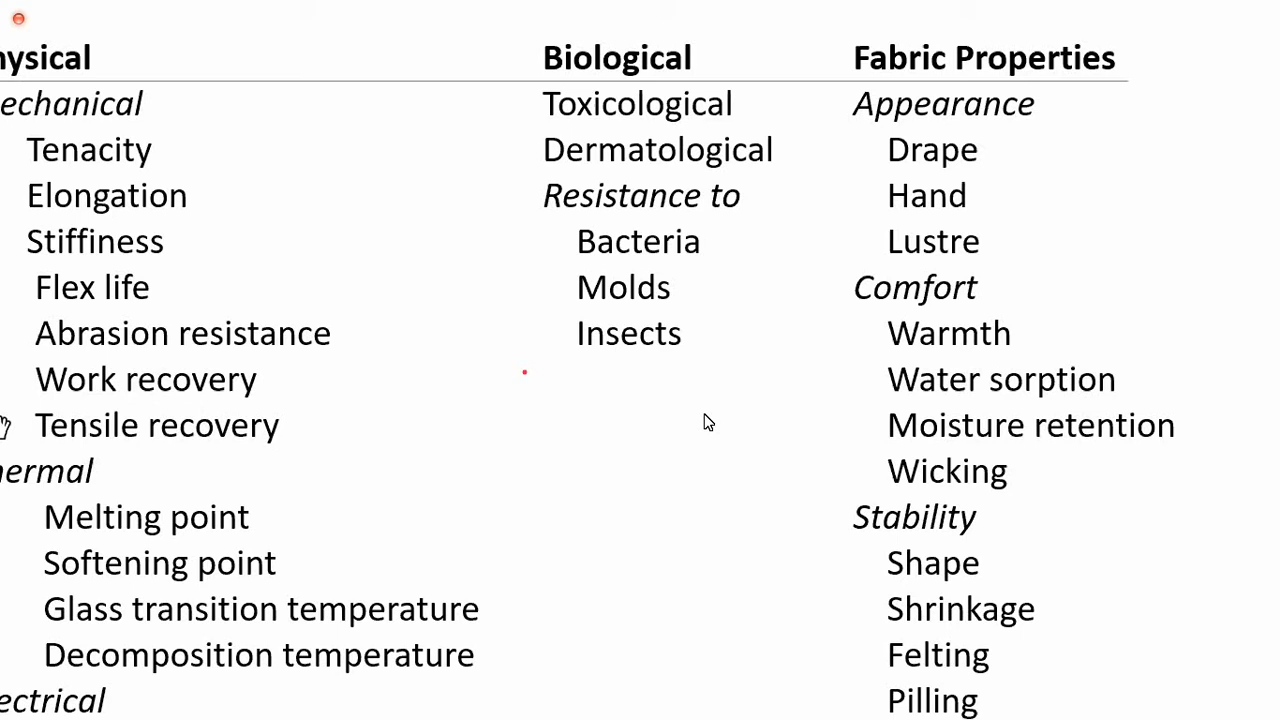 hysical Biological Fabric Properties
echanical Toxicological Appearance
Tenacity Dermatological Drape
Elongation Resistance to Hand
Stiffiness Bacteria Lustre
Flex life Molds Comfort
Abrasion resistance Insects Warmth
Work recovery Water sorption
Tensile recovery Moisture retention
hermal Wicking
Melting point Stability
Softening point Shape
Glass transition temperature Shrinkage
Decomposition temperature Felting
ectrical Pilling